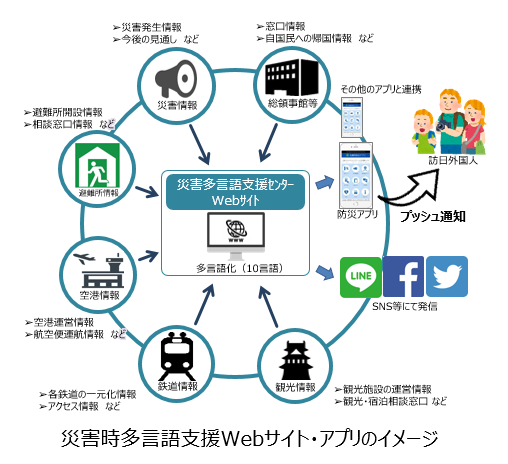 ➢災害発生情報
➢今後の見通し など
災害情報
➢窓口情報
➢自国民への帰国情報 など
総領事館等
➢避難所開設情報
➢相談窓口情報 など
避難所情報
その他のアプリと連携
訪日外国人
防災アプリ
プッシュ通知
災害多言語支援センター
Webサイト
WWW
多言語化（10言語）
空港情報
➢空港運営情報
➢航空便運航情報 など
LINE
SNS等にて発信
鉄道情報
➢各鉄道の一元化情報
➢アクセス情報 など
観光情報
➢観光施設の運営情報
➢観光・宿泊相談窓口 など
災害時多言語支援Webサイト・アプリのイメージ